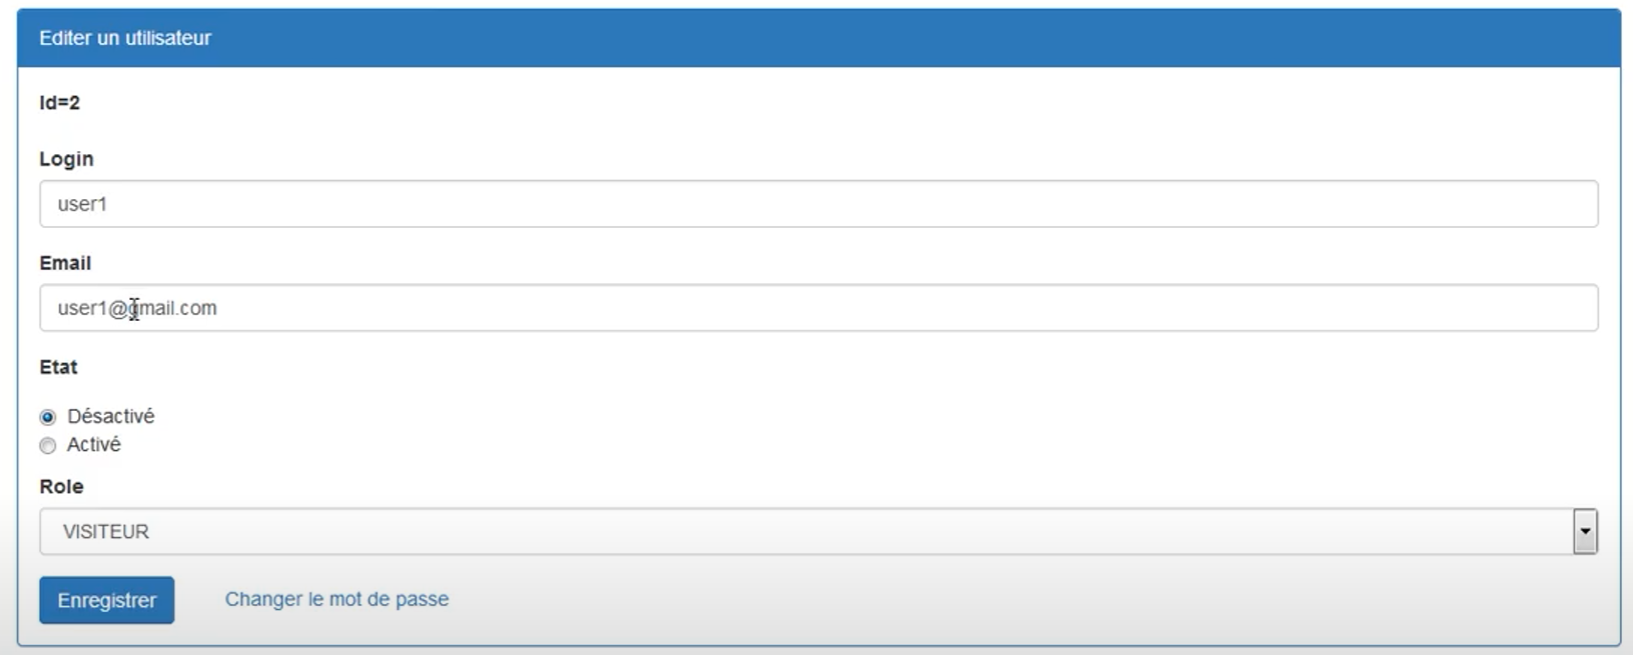 Editer un utilisateur
Id=2
Login
user1
Email
user1@gmail.com
Etat
Désactivé
Activé
Role
VISITEUR
Enregistrer Changer le mot de passe